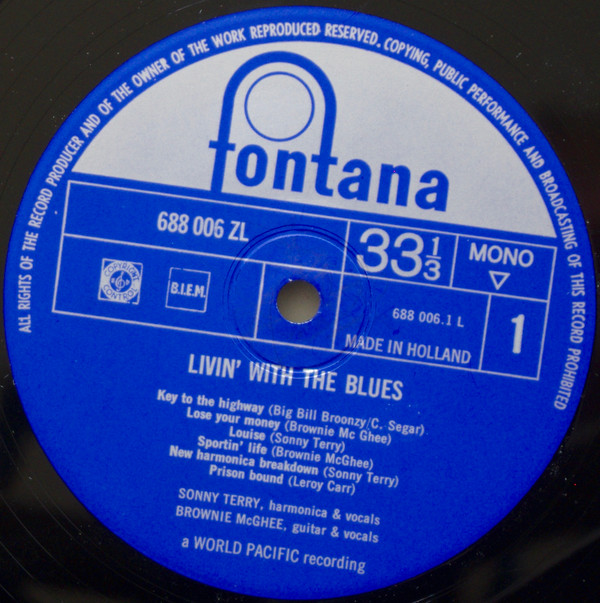 ALL RIGHTS OF THE RECORD PRODUCER AND OF THE OWNER OF THE WORK REPRODUCED RESERVED. COPYING, PUBLIC PERFORMANCE AND BROADCASTING OF THIS RECORD PROHIBITED
fontana
688 006 ZL
33 1/3
MONO
COPYRIGHT CONTROL
B.I.E.M.
688 006.1 L
MADE IN HOLLAND
1
LIVIN' WITH THE BLUES
Key to the highway (Big Bill Broonzy/C. Segar)
Lose your money (Brownie Mc Ghee)
Louise (Sonny Terry)
Sportin' life (Brownie McGhee)
New harmonica breakdown (Sonny Terry)
Prison bound (Leroy Carr)
SONNY TERRY, harmonica & vocals
BROWNIE McGHEE, guitar & vocals
a WORLD PACIFIC recording